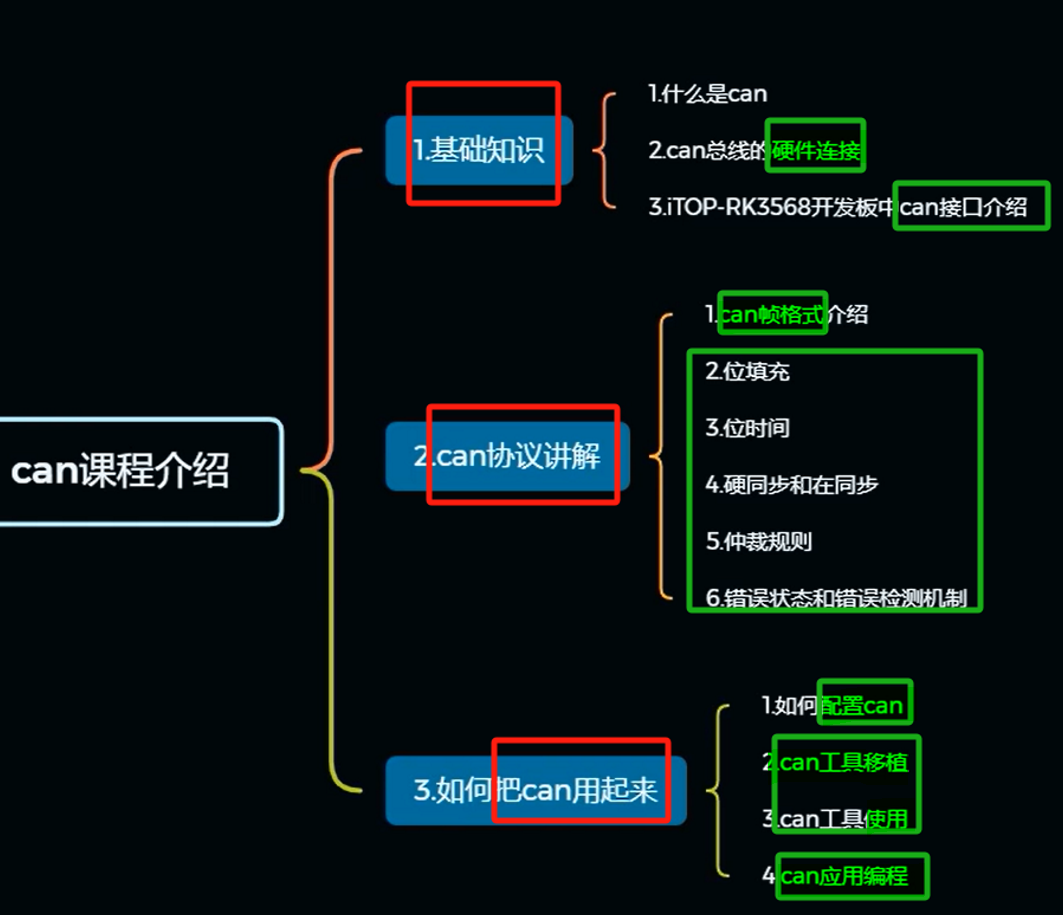 can课程介绍
1.基础知识
1.什么是can
2.can总线的硬件连接
3.iTOP-RK3568开发板中can接口介绍
2.can协议讲解
1.can帧格式介绍
2.位填充
3.位时间
4.硬同步和在同步
5.仲裁规则
6.错误状态和错误检测机制
3.如何把can用起来
1.如何配置can
2.can工具移植
3.can工具使用
4.can应用编程